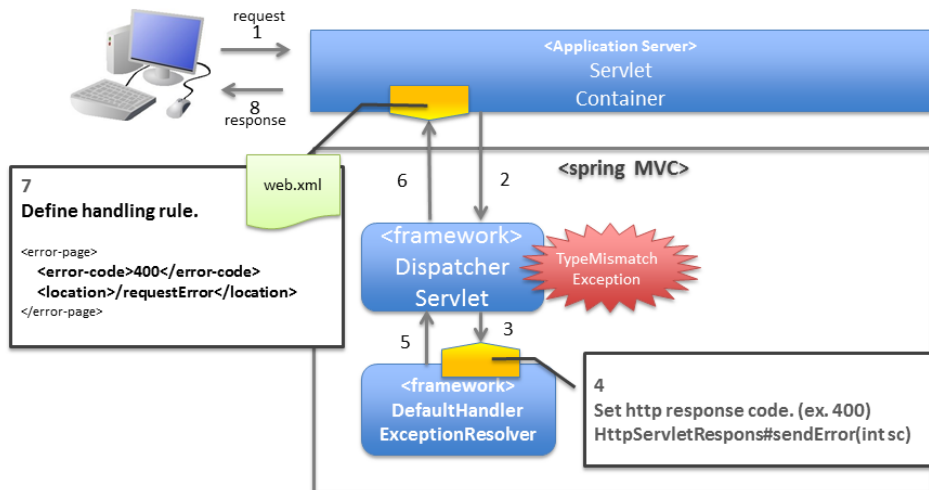 request
1
8
response
<Application Server>
Servlet
Container
7
Define handling rule.
<error-page>
<error-code>400</error-code>
<location>/requestError</location>
</error-page>
web.xml
6
2
<spring MVC>
<framework>
Dispatcher
Servlet
TypeMismatch
Exception
5
3
<framework>
DefaultHandler
ExceptionResolver
4
Set http response code. (ex. 400)
HttpServletRespons#sendError(int sc)